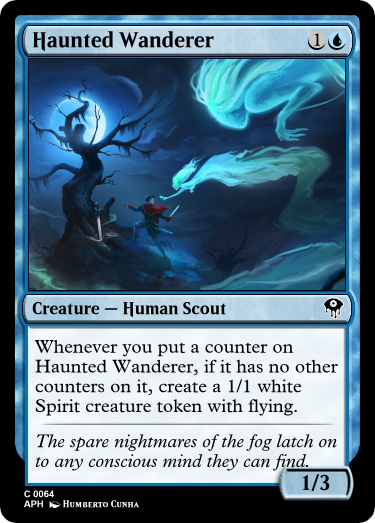 Haunted Wanderer 1
Creature — Human Scout
Whenever you put a counter on
Haunted Wanderer, if it has no other
counters on it, create a 1/1 white
Spirit creature token with flying.
The spare nightmares of the fog latch on
to any conscious mind they can find.
1/3
C 0064
APH Humberto Cunha